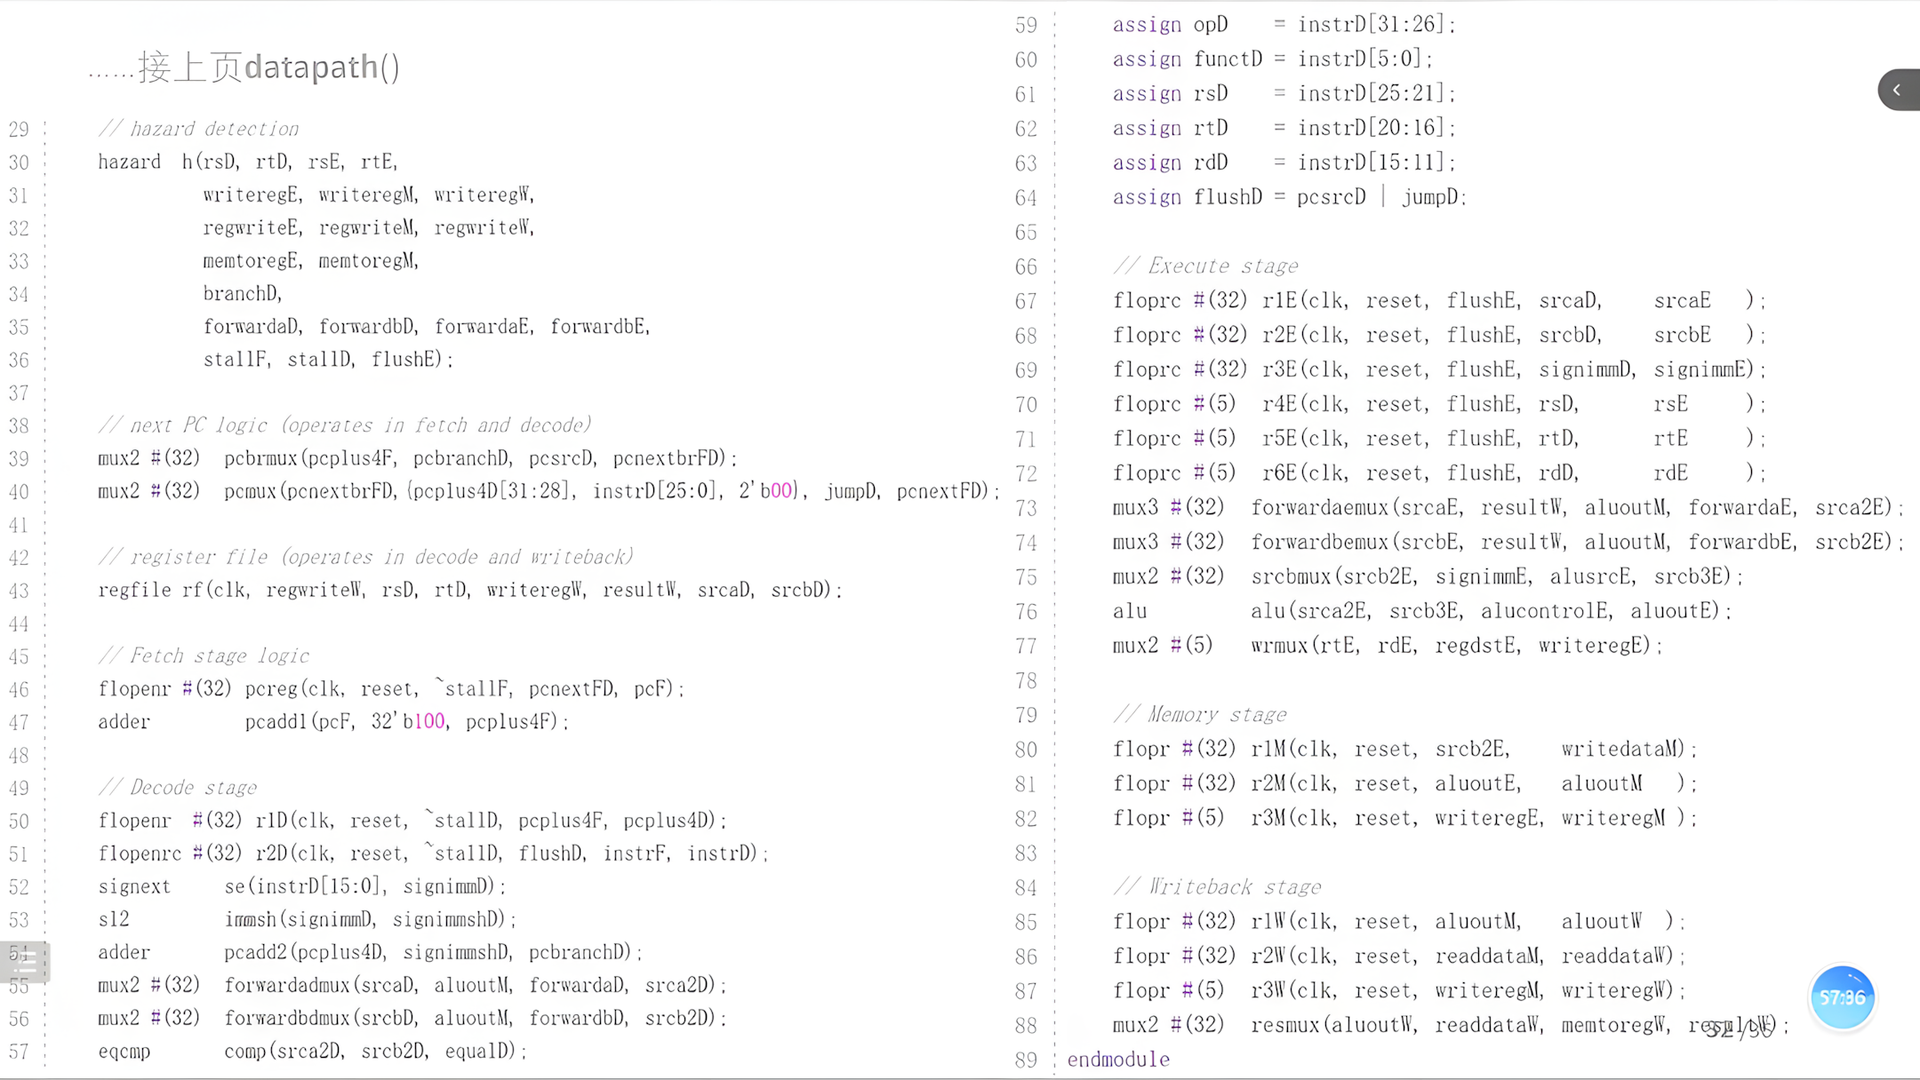 ......接上页datapath()
29 // hazard detection
30 hazard h(rsD, rtD, rsE, rtE,
31 writeregE, writeregM, writeregW,
32 regwriteE, regwriteM, regwriteW,
33 memtoregE, memtoregM,
34 branchD,
35 forwardaD, forwardbD, forwardaE, forwardbE,
36 stallF, stallD, flushE);
37
38 // next PC logic (operates in fetch and decode)
39 mux2 #(32) pcbrmux(pcplus4F, pcbranchD, pcsrcD, pcnextbrFD);
40 mux2 #(32) pcmux(pcnextbrFD,{pcplus4D[31:28], instrD[25:0], 2'b00}, jumpD, pcnextFD);
41
42 // register file (operates in decode and writeback)
43 regfile rf(clk, regwriteW, rsD, rtD, writeregW, resultW, srcaD, srcbD);
44
45 // Fetch stage logic
46 flopenr #(32) pcreg(clk, reset, ~stallF, pcnextFD, pcF);
47 adder pcadd1(pcF, 32'b100, pcplus4F);
48
49 // Decode stage
50 flopenr #(32) r1D(clk, reset, ~stallD, pcplus4F, pcplus4D);
51 flopenrc #(32) r2D(clk, reset, ~stallD, flushD, instrF, instrD);
52 signext se(instrD[15:0], signimmD);
53 sl2 immsh(signimmD, signimmshD);
54 adder pcadd2(pcplus4D, signimmshD, pcbranchD);
55 mux2 #(32) forwardadmux(srcaD, aluoutM, forwardaD, srca2D);
56 mux2 #(32) forwardbdmux(srcbD, aluoutM, forwardbD, srcb2D);
57 eqcmp comp(srca2D, srcb2D, equalD);
59 assign opD = instrD[31:26];
60 assign functD = instrD[5:0];
61 assign rsD = instrD[25:21];
62 assign rtD = instrD[20:16];
63 assign rdD = instrD[15:11];
64 assign flushD = pcsrcD | jumpD;
65
66 // Execute stage
67 floprc #(32) r1E(clk, reset, flushE, srcaD, srcaE );
68 floprc #(32) r2E(clk, reset, flushE, srcbD, srcbE );
69 floprc #(32) r3E(clk, reset, flushE, signimmD, signimmE);
70 floprc #(5) r4E(clk, reset, flushE, rsD, rsE );
71 floprc #(5) r5E(clk, reset, flushE, rtD, rtE );
72 floprc #(5) r6E(clk, reset, flushE, rdD, rdE );
73 mux3 #(32) forwardaemux(srcaE, resultW, aluoutM, forwardaE, srca2E);
74 mux3 #(32) forwardbemux(srcbE, resultW, aluoutM, forwardbE, srcb2E);
75 mux2 #(32) srcbmux(srcb2E, signimmE, alusrcE, srcb3E);
76 alu alu(srca2E, srcb3E, alucontrolE, aluoutE);
77 mux2 #(5) wrmux(rtE, rdE, regdstE, writeregE);
78
79 // Memory stage
80 flopr #(32) r1M(clk, reset, srcb2E, writedataM);
81 flopr #(32) r2M(clk, reset, aluoutE, aluoutM );
82 flopr #(5) r3M(clk, reset, writeregE, writeregM );
83
84 // Writeback stage
85 flopr #(32) r1W(clk, reset, aluoutM, aluoutW );
86 flopr #(32) r2W(clk, reset, readdataM, readdataW);
87 flopr #(5) r3W(clk, reset, writeregM, writeregW);
88 mux2 #(32) resmux(aluoutW, readdataW, memtoregW, resultW);
89 endmodule